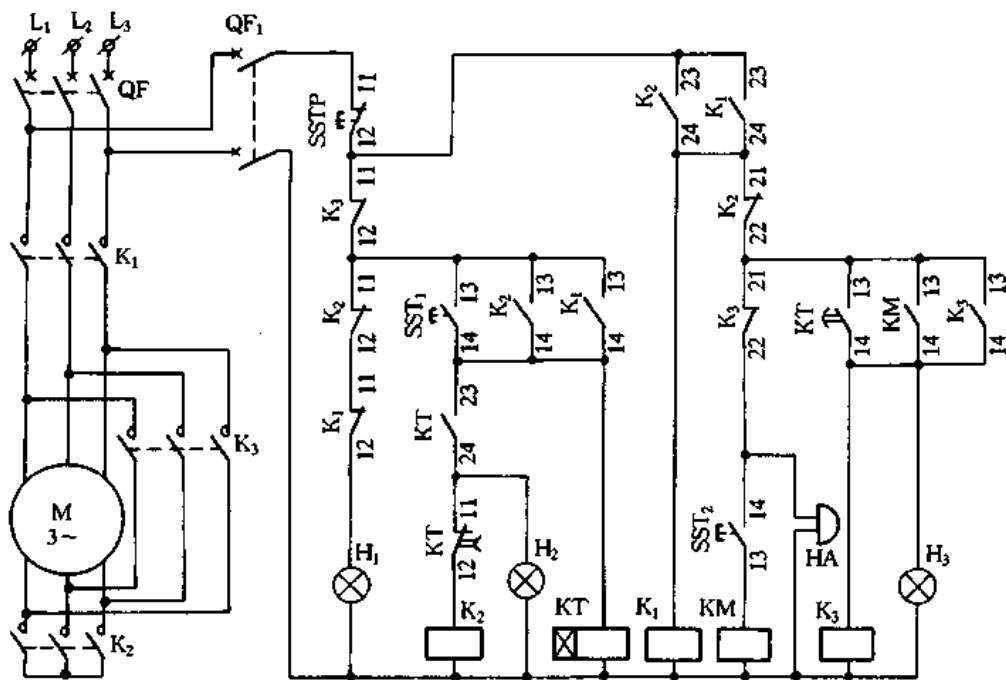 L₁ L₂ L₃
QF₁
QF
11
SSTP
12
11
K₃
12
11
K₂
12
11
K₁
12
H₁
K₁
K₃
M
3～
K₂
13
SST₁
14
13
K₂
13
K₁
14
23
KT
24
11
KT
12
H₂
K₂
KT
K₁
KM
K₃
23
K₂
24
23
K₁
24
21
K₂
22
21
K₃
22
14
SST₂
13
HA
13
KT
14
13
KM
14
13
K₃
14
H₃